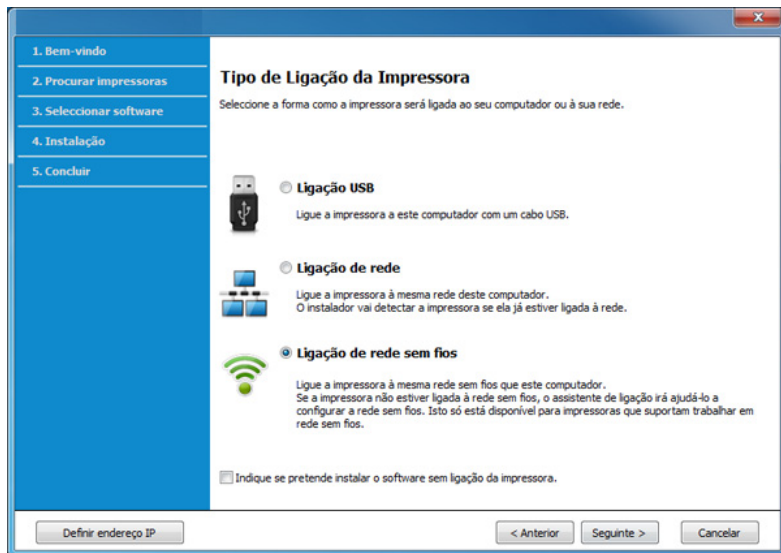 1. Bem-vindo
2. Procurar impressoras
3. Seleccionar software
4. Instalação
5. Concluir
Tipo de Ligação da Impressora
Seleccione a forma como a impressora será ligada ao seu computador ou à sua rede.
Ligação USB
Ligue a impressora a este computador com um cabo USB.
Ligação de rede
Ligue a impressora à mesma rede deste computador.
O instalador vai detectar a impressora se ela já estiver ligada à rede.
Ligação de rede sem fios
Ligue a impressora à mesma rede sem fios que este computador.
Se a impressora não estiver ligada à rede sem fios, o assistente de ligação irá ajudá-lo a
configurar a rede sem fios. Isto só está disponível para impressoras que suportam trabalhar em
rede sem fios.
Indique se pretende instalar o software sem ligação da impressora.
Definir endereço IP
< Anterior
Seguinte >
Cancelar